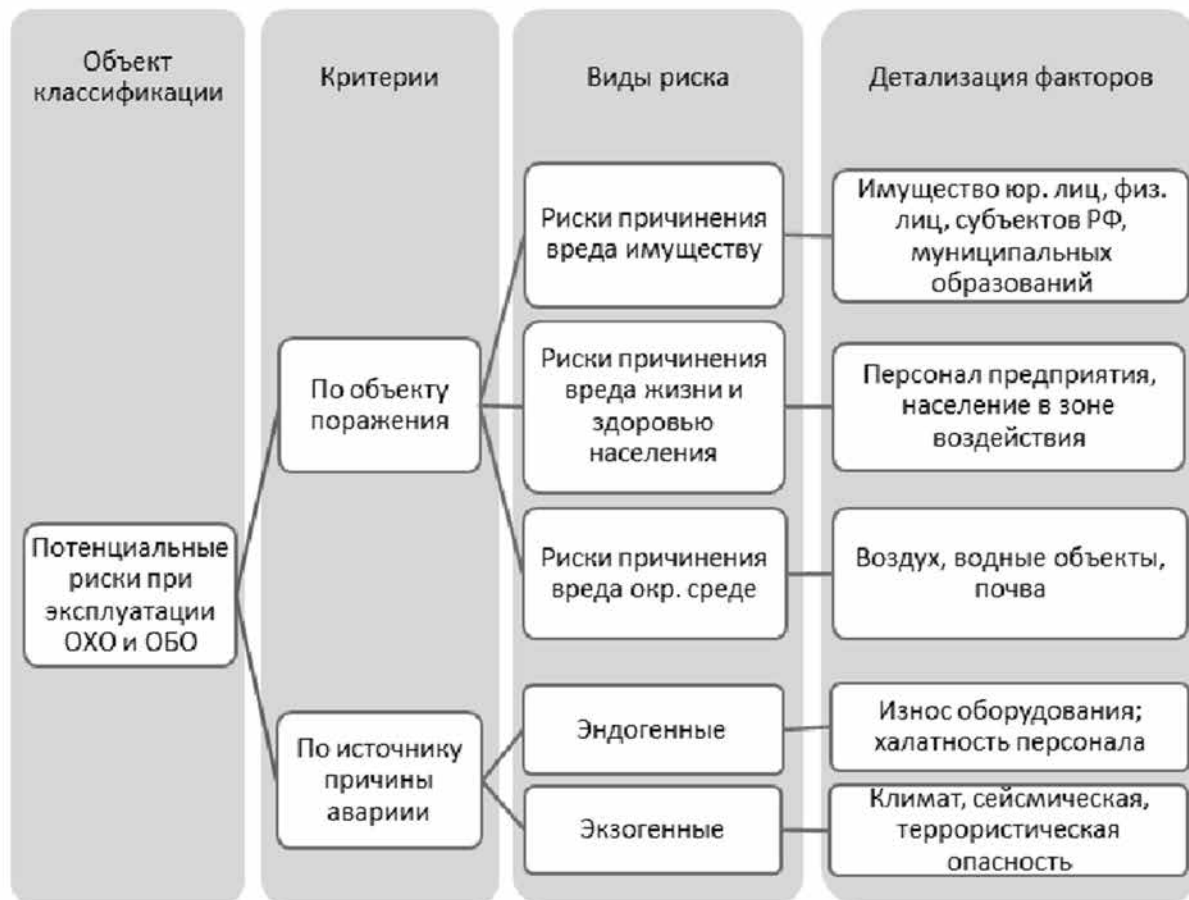 Объект
классификации
Критерии
Виды риска
Детализация факторов
Потенциальные
риски при
эксплуатации
ОХО и ОБО
По объекту
поражения
Риски причинения
вреда имуществу
Имущество юр. лиц, физ.
лиц, субъектов РФ,
муниципальных
образований
Риски причинения
вреда жизни и
здоровью
населения
Персонал предприятия,
население в зоне
воздействия
Риски причинения
вреда окр. среде
Воздух, водные объекты,
почва
По источнику
причины
авариии
Эндогенные
Износ оборудования;
халатность персонала
Экзогенные
Климат, сейсмическая,
террористическая
опасность